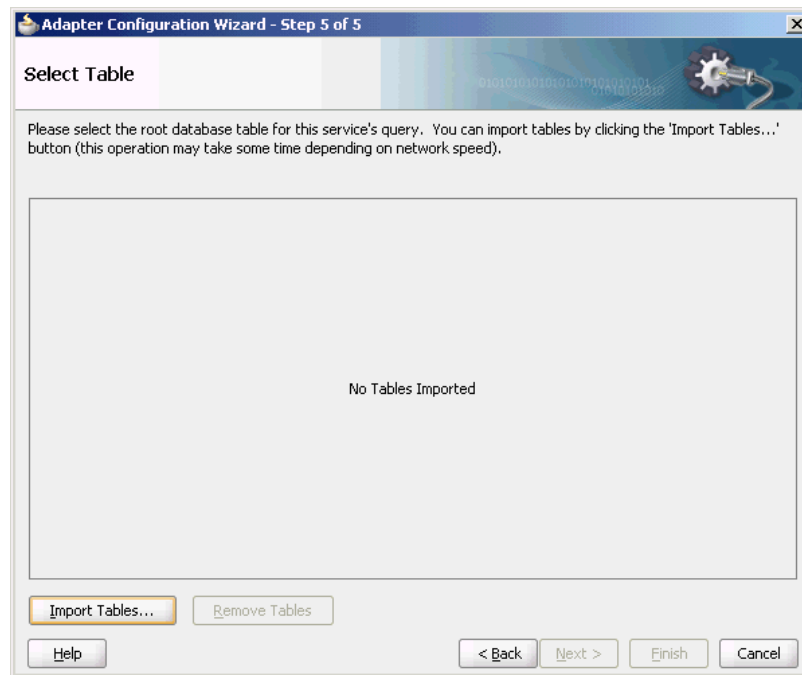 Adapter Configuration Wizard - Step 5 of 5
Select Table
Please select the root database table for this service's query. You can import tables by clicking the 'Import Tables...'
button (this operation may take some time depending on network speed).
No Tables Imported
Import Tables...
Remove Tables
Help
< Back
Next >
Finish
Cancel